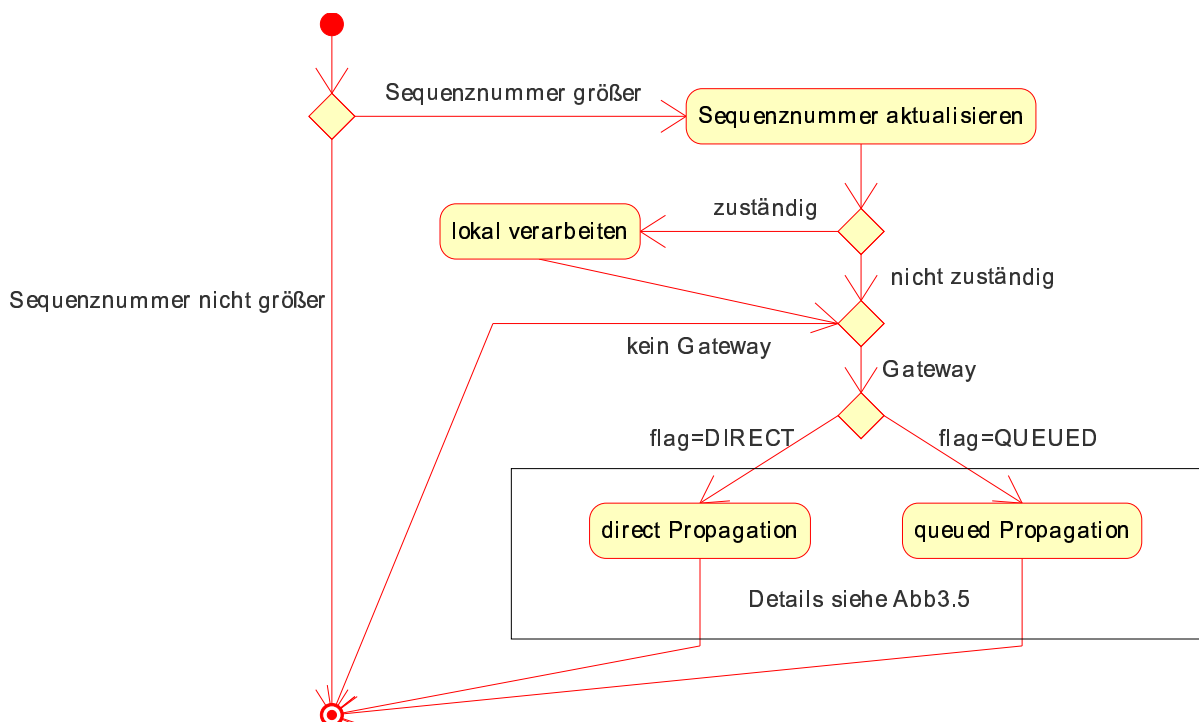 Sequenznummer größer
Sequenznummer aktualisieren
zuständig
lokal verarbeiten
nicht zuständig
Sequenznummer nicht größer
kein Gateway
Gateway
flag=DIRECT
flag=QUEUED
direct Propagation
queued Propagation
Details siehe Abb3.5